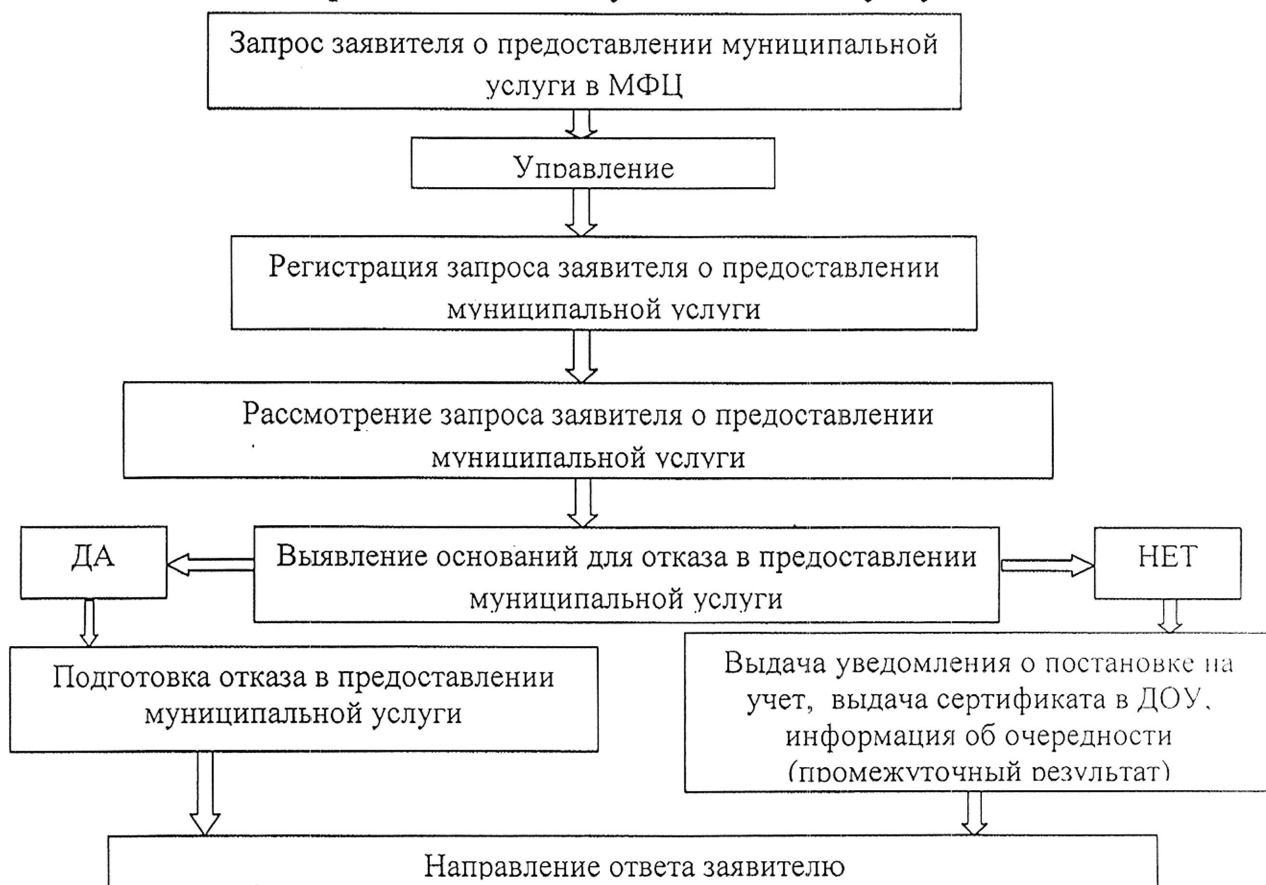 Запрос заявителя о предоставлении муниципальной
услуги в МФЦ
Управление
Регистрация запроса заявителя о предоставлении
муниципальной услуги
Рассмотрение запроса заявителя о предоставлении
муниципальной услуги
ДА
Выявление оснований для отказа в предоставлении
муниципальной услуги
НЕТ
Подготовка отказа в предоставлении
муниципальной услуги
Выдача уведомления о постановке на
учет, выдача сертификата в ДОУ,
информация об очередности
(промежуточный результат)
Направление ответа заявителю